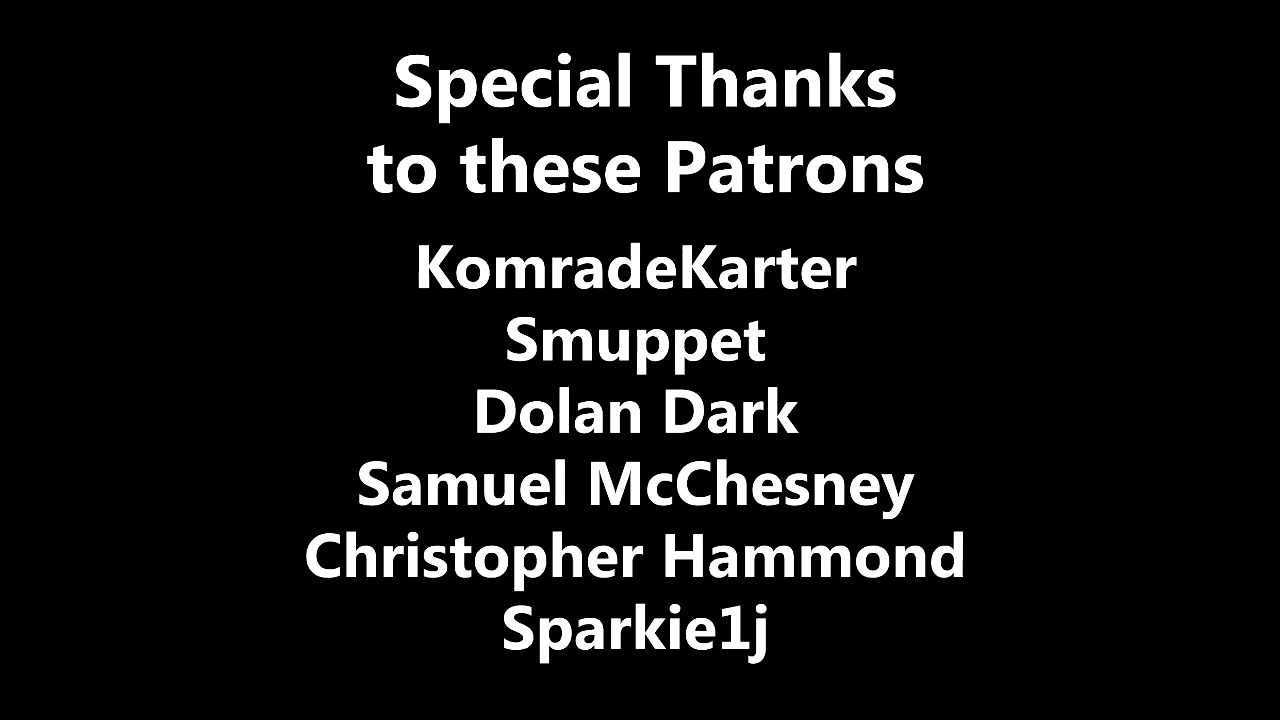 Special Thanks
to these Patrons
KomradeKarter
Smuppet
Dolan Dark
Samuel McChesney
Christopher Hammond
Sparkie1j